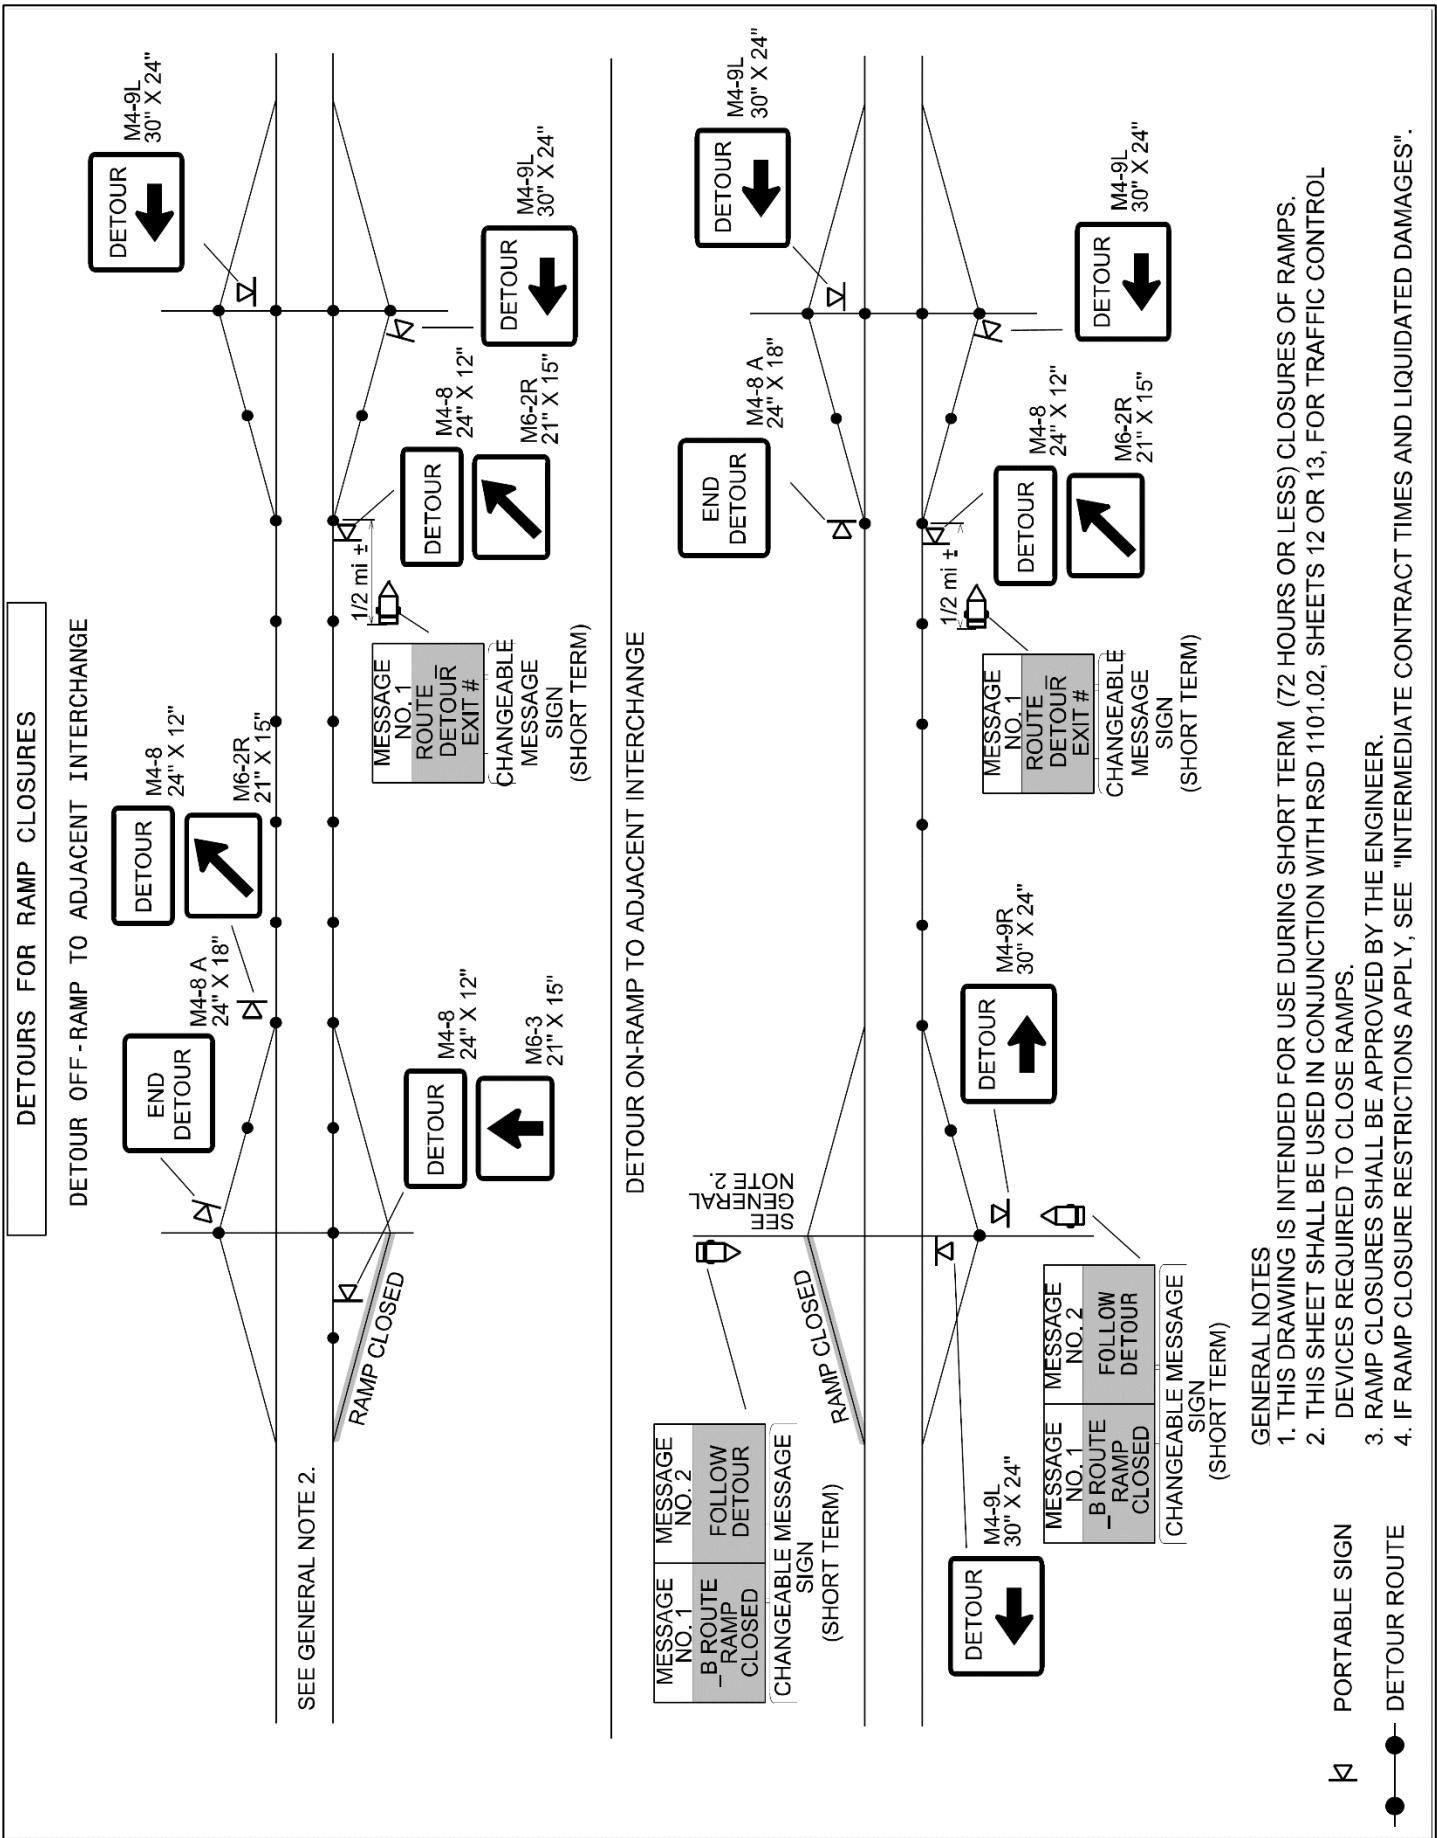 DETOURS FOR RAMP CLOSURES
DETOUR OFF-RAMP TO ADJACENT INTERCHANGE
SEE GENERAL NOTE 2.
RAMP CLOSED
END
DETOUR
M4-8 A
24" X 18"
DETOUR
M4-8
24" X 12"
M6-2R
21" X 15"
DETOUR
M4-9L
30" X 24"
DETOUR
M4-8
24" X 12"
M6-3
21" X 15"
MESSAGE
NO. 1
ROUTE
DETOUR
EXIT #
CHANGEABLE
MESSAGE
SIGN
(SHORT TERM)
1/2 mi ±
DETOUR
M4-8
24" X 12"
M6-2R
21" X 15"
DETOUR
M4-9L
30" X 24"
DETOUR ON-RAMP TO ADJACENT INTERCHANGE
MESSAGE
NO. 1
_B ROUTE
RAMP
CLOSED
MESSAGE
NO. 2
FOLLOW
DETOUR
CHANGEABLE MESSAGE
SIGN
(SHORT TERM)
SEE
GENERAL
NOTE 2.
RAMP CLOSED
END
DETOUR
M4-8 A
24" X 18"
DETOUR
M4-9L
30" X 24"
DETOUR
M4-9L
30" X 24"
MESSAGE
NO. 1
_B ROUTE
RAMP
CLOSED
MESSAGE
NO. 2
FOLLOW
DETOUR
CHANGEABLE MESSAGE
SIGN
(SHORT TERM)
DETOUR
M4-9R
30" X 24"
MESSAGE
NO. 1
ROUTE
DETOUR
EXIT #
CHANGEABLE
MESSAGE
SIGN
(SHORT TERM)
1/2 mi ±
DETOUR
M4-8
24" X 12"
M6-2R
21" X 15"
DETOUR
M4-9L
30" X 24"
GENERAL NOTES
1. THIS DRAWING IS INTENDED FOR USE DURING SHORT TERM (72 HOURS OR LESS) CLOSURES OF RAMPS.
2. THIS SHEET SHALL BE USED IN CONJUNCTION WITH RSD 1101.02, SHEETS 12 OR 13, FOR TRAFFIC CONTROL
DEVICES REQUIRED TO CLOSE RAMPS.
3. RAMP CLOSURES SHALL BE APPROVED BY THE ENGINEER.
4. IF RAMP CLOSURE RESTRICTIONS APPLY, SEE "INTERMEDIATE CONTRACT TIMES AND LIQUIDATED DAMAGES".
PORTABLE SIGN
DETOUR ROUTE